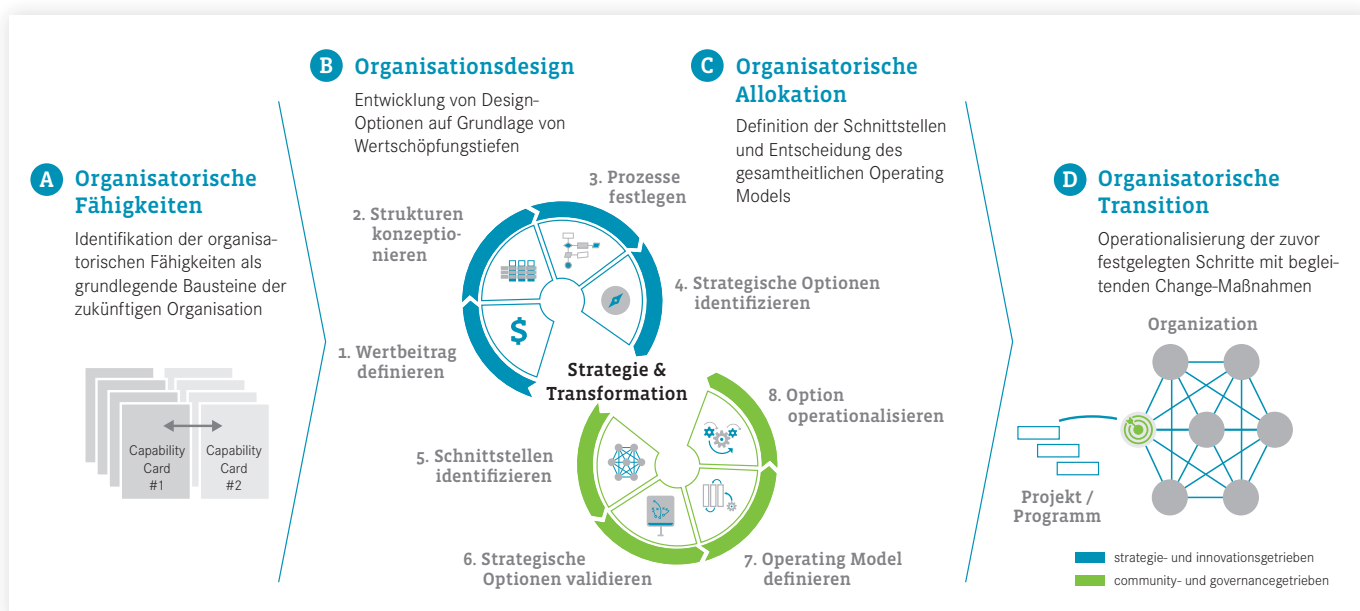 A
Organisatorische
Fähigkeiten
Identifikation der organisa-
torischen Fähigkeiten als
grundlegende Bausteine der
zukünftigen Organisation
Capability
Card
#1
Capability
Card
#2
B
Organisationsdesign
Entwicklung von Design-
Optionen auf Grundlage von
Wertschöpfungstiefen
C
Organisatorische
Allokation
Definition der Schnittstellen
und Entscheidung des
gesamtheitlichen Operating
Models
1. Wertbeitrag
definieren
2. Strukturen
konzeptio-
nieren
3. Prozesse
festlegen
4. Strategische Optionen
identifizieren
$
Strategie &
Transformation
5. Schnittstellen
identifizieren
6. Strategische
Optionen validieren
7. Operating Model
definieren
8. Option
operationalisieren
D
Organisatorische
Transition
Operationalisierung der zuvor
festgelegten Schritte mit beglei-
tenden Change-Maßnahmen
Organization
Projekt /
Programm
strategie- und innovationsgetrieben
community- und governancegetrieben